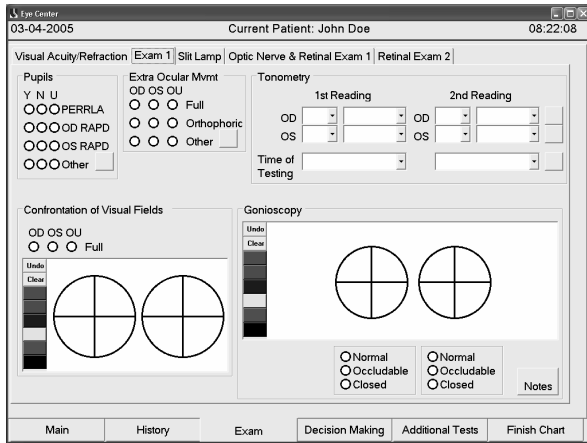 Eye Center
03-04-2005 Current Patient: John Doe 08:22:08
Visual Acuity/Refraction Exam 1 Slit Lamp Optic Nerve & Retinal Exam 1 Retinal Exam 2
Pupils
Y N U
PERRLA
OD RAPD
OS RAPD
Other
Extra Ocular Mvmt
OD OS OU
Full
Orthophoric
Other
Tonometry
1st Reading 2nd Reading
OD OD
OS OS
Time of
Testing
Confrontation of Visual Fields
OD OS OU
Full
Undo
Clear
Gonioscopy
Undo
Clear
Normal Normal
Occludable Occludable
Closed Closed
Notes
Main History Exam Decision Making Additional Tests Finish Chart